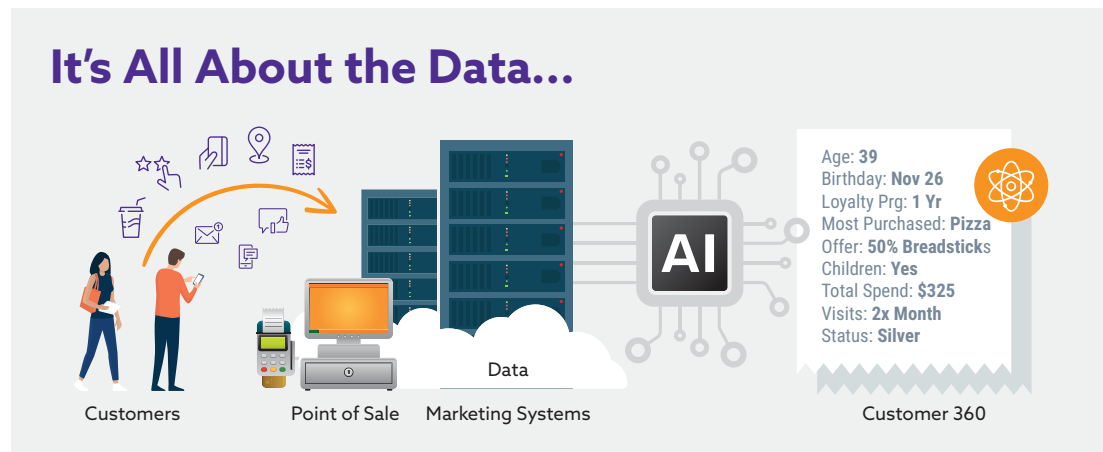 It's All About the Data...
AI
Age: 39
Birthday: Nov 26
Loyalty Prg: 1 Yr
Most Purchased: Pizza
Offer: 50% Breadsticks
Children: Yes
Total Spend: $325
Visits: 2x Month
Status: Silver
Data
Customers
Point of Sale
Marketing Systems
Customer 360